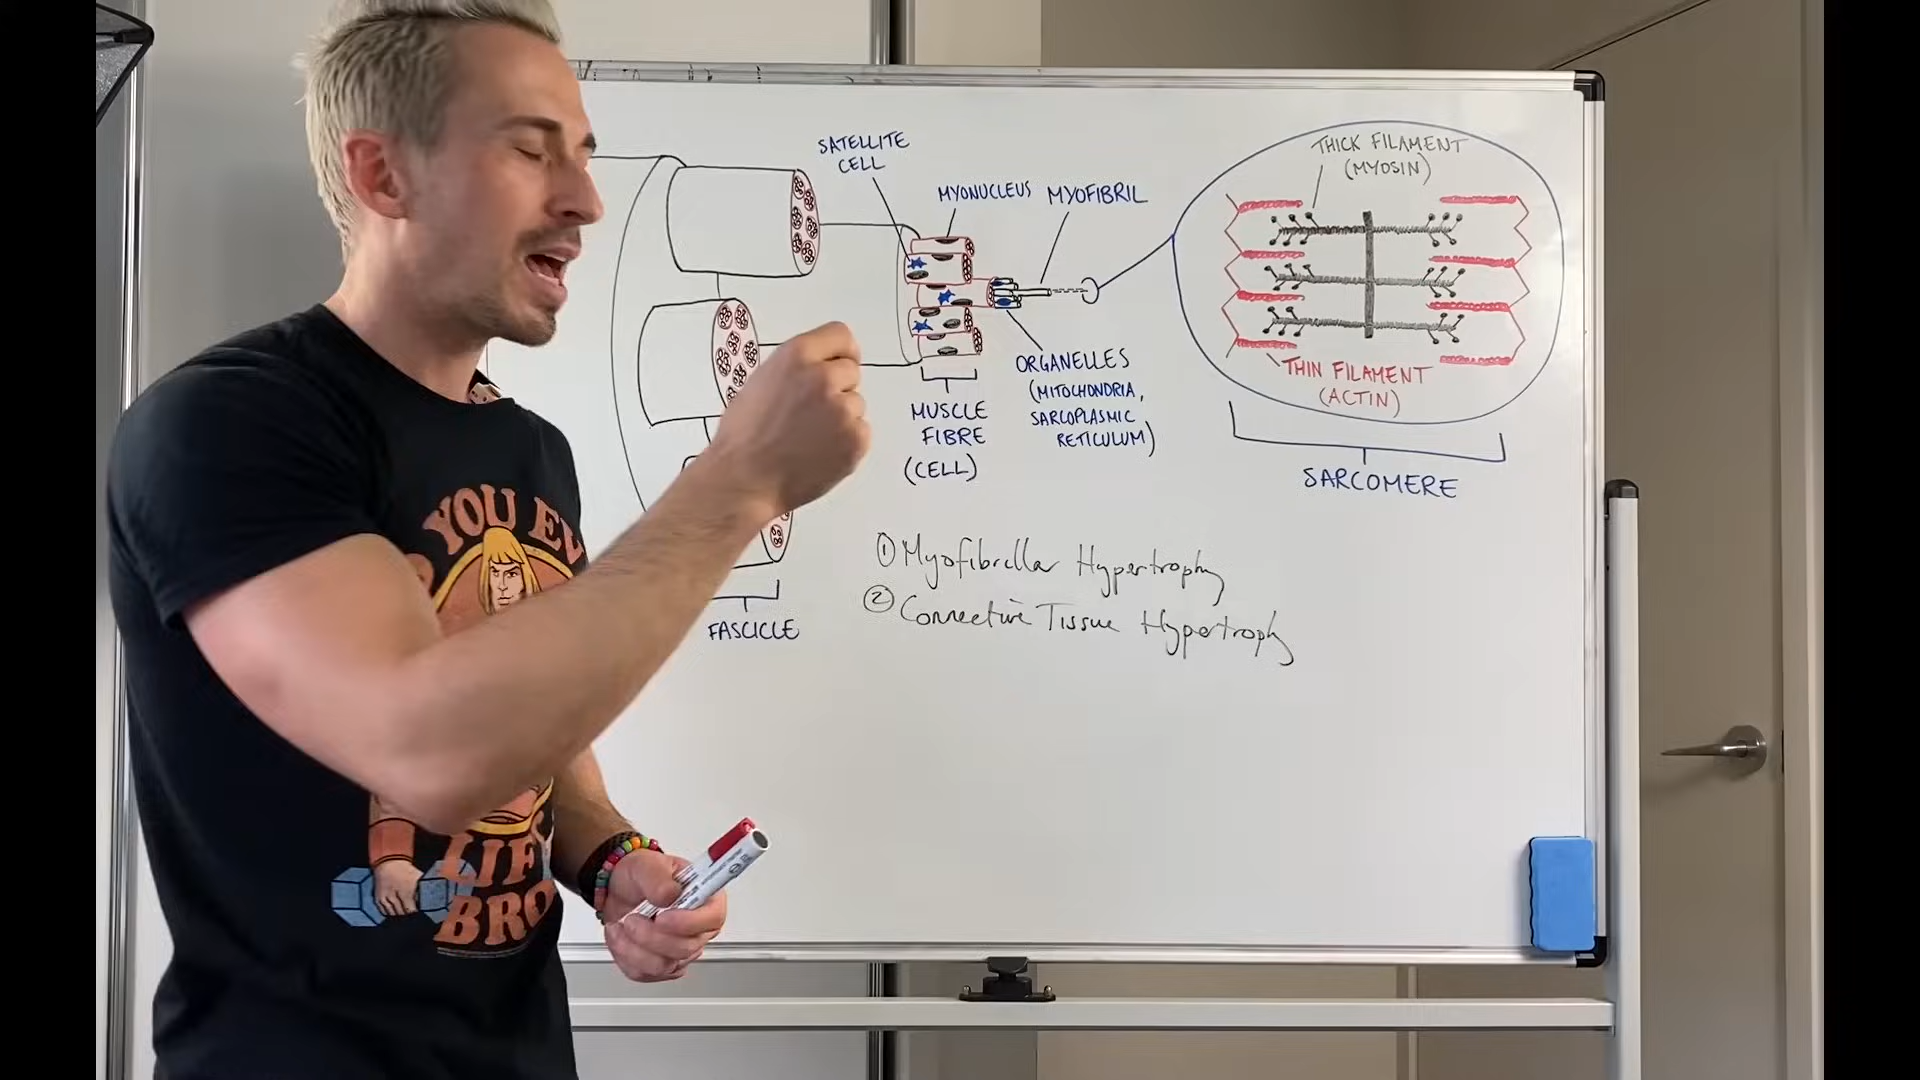 SATELLITE
CELL
MYONUCLEUS
MYOFIBRIL
THICK FILAMENT
(MYOSIN)
THIN FILAMENT
(ACTIN)
ORGANELLES
(MITOCHONDRIA,
SARCOPLASMIC
RETICULUM)
MUSCLE
FIBRE
(CELL)
SARCOMERE
① Myofibrillar Hypertrophy
② Connective Tissue Hypertrophy
FASCICLE
YOU EV
LIF
BRO